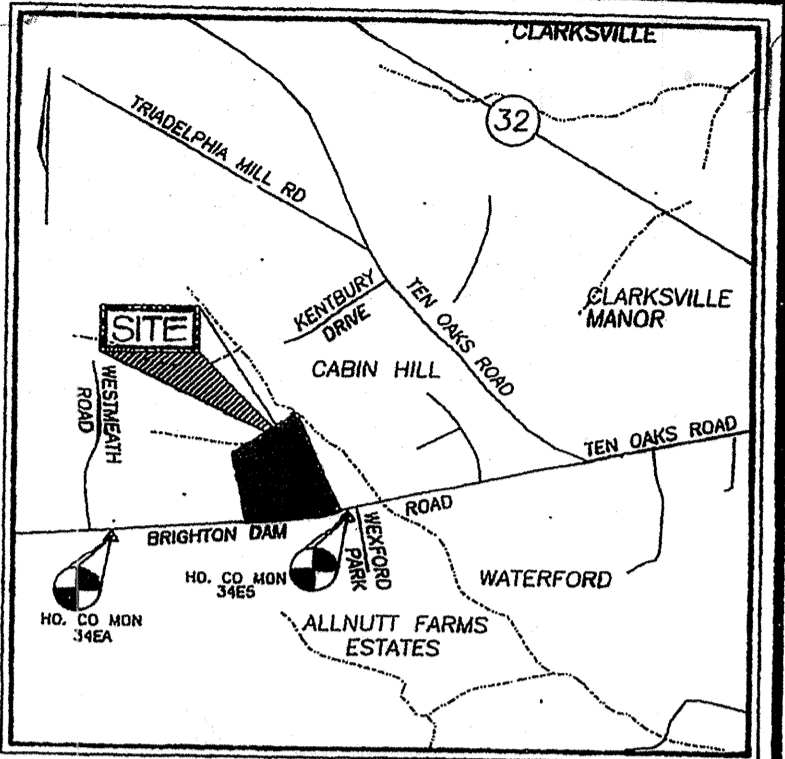 CLARKSVILLE
32
TRIADELPHIA MILL RD
KENTBURY
DRIVE
TEN OAKS ROAD
CLARKSVILLE
MANOR
SITE
CABIN HILL
WESTMEATH
ROAD
TEN OAKS ROAD
BRIGHTON DAM
ROAD
WEXFORD
PARK
HO. CO MON
34E5
WATERFORD
HO. CO MON
34EA
ALLNUTT FARMS
ESTATES